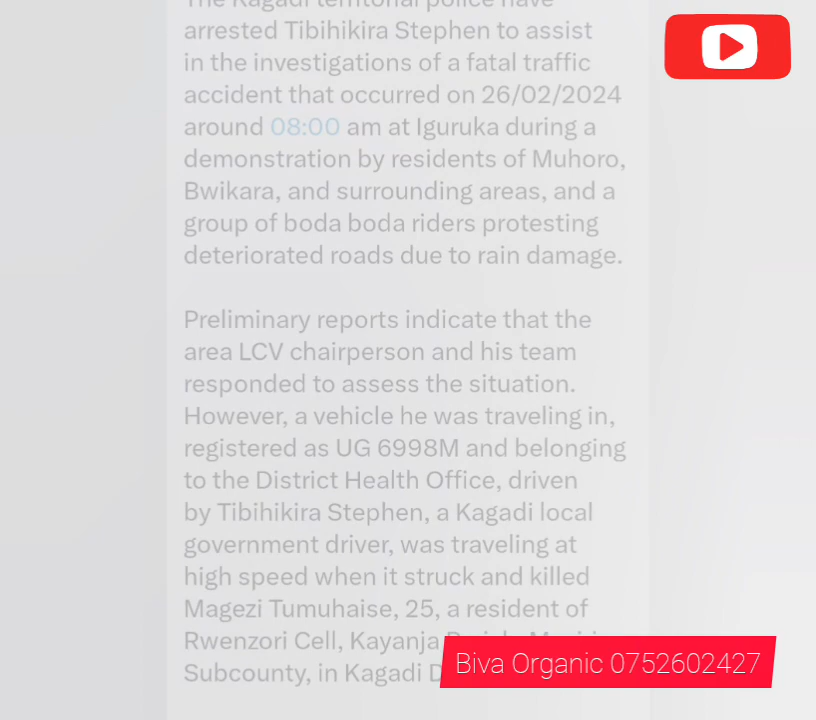 The Kagadi territorial police have
arrested Tibihikira Stephen to assist
in the investigations of a fatal traffic
accident that occurred on 26/02/2024
around 08:00 am at Iguruka during a
demonstration by residents of Muhoro,
Bwikara, and surrounding areas, and a
group of boda boda riders protesting
deteriorated roads due to rain damage.
Preliminary reports indicate that the
area LCV chairperson and his team
responded to assess the situation.
However, a vehicle he was traveling in,
registered as UG 6998M and belonging
to the District Health Office, driven
by Tibihikira Stephen, a Kagadi local
government driver, was traveling at
high speed when it struck and killed
Magezi Tumuhaise, 25, a resident of
Rwenzori Cell, Kayanja
Subcounty, in Kagadi
Biva Organic 0752602427